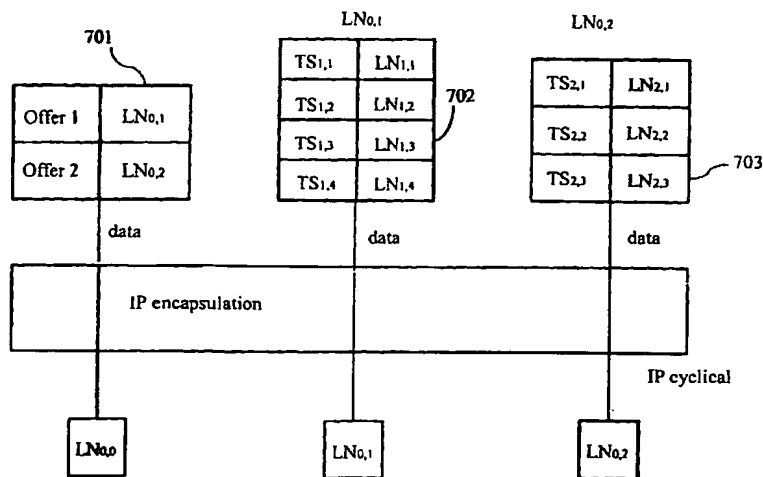 LN0,1
LN0,2
701
TS1,1 LN1,1
TS1,2 LN1,2
702
TS1,3 LN1,3
TS1,4 LN1,4
Offer 1 LN0,1
Offer 2 LN0,2
TS2,1 LN2,1
TS2,2 LN2,2
TS2,3 LN2,3
703
data
data
data
IP encapsulation
IP cyclical
LN0,0
LN0,1
LN0,2